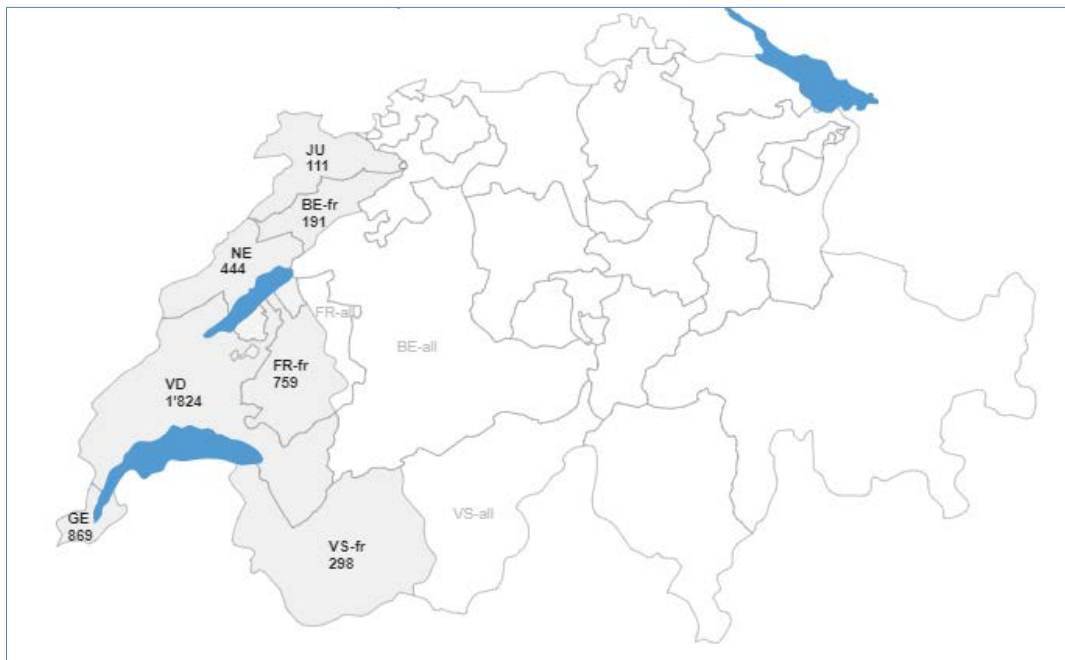 JU
111
BE-fr
191
NE
444
FR-all
BE-all
FR-fr
759
VD
1'824
GE
869
VS-all
VS-fr
298